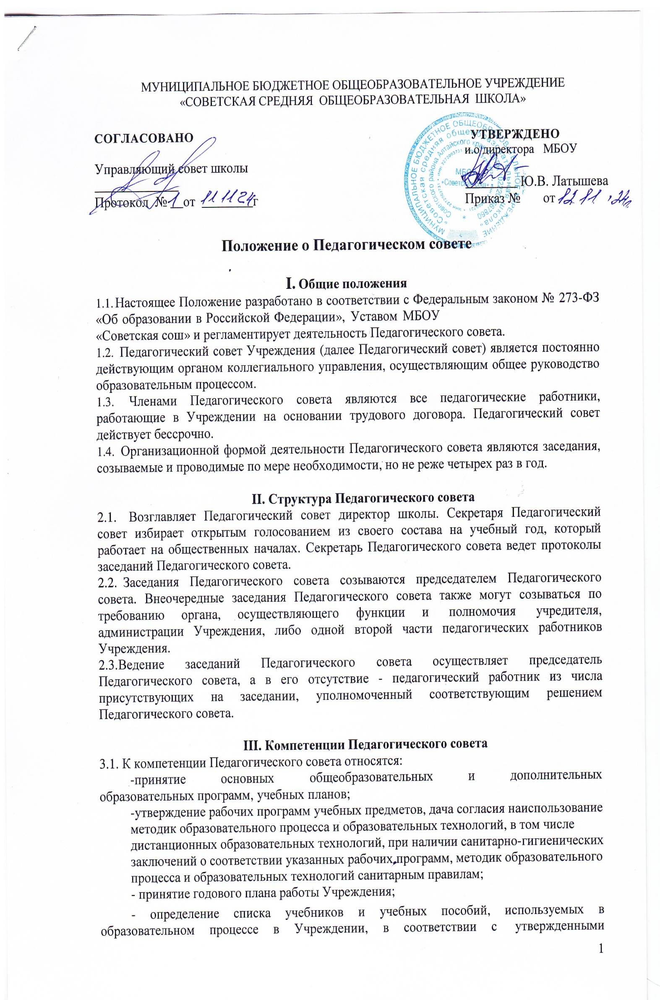 МУНИЦИПАЛЬНОЕ БЮДЖЕТНОЕ ОБЩЕОБРАЗОВАТЕЛЬНОЕ УЧРЕЖДЕНИЕ
«СОВЕТСКАЯ СРЕДНЯЯ ОБЩЕОБРАЗОВАТЕЛЬНАЯ ШКОЛА»
СОГЛАСОВАНО
Управляющий совет школы
Протокол № 1 от 11 11 24 г
УТВЕРЖДЕНО
и.о директора МБОУ
Ю.В. Латышева
Приказ № от 12 11 . 24г.
МУНИЦИПАЛЬНОЕ БЮДЖЕТНОЕ ОБЩЕОБРАЗОВАТЕЛЬНОЕ УЧРЕЖДЕНИЕ
«Советская средняя общеобразовательная школа»
Советского района Алтайского края
ИНН 2272003731
«Советская сош»
Положение о Педагогическом совете
I. Общие положения
1.1. Настоящее Положение разработано в соответствии с Федеральным законом № 273-ФЗ
«Об образовании в Российской Федерации», Уставом МБОУ
«Советская сош» и регламентирует деятельность Педагогического совета.
1.2. Педагогический совет Учреждения (далее Педагогический совет) является постоянно
действующим органом коллегиального управления, осуществляющим общее руководство
образовательным процессом.
1.3. Членами Педагогического совета являются все педагогические работники,
работающие в Учреждении на основании трудового договора. Педагогический совет
действует бессрочно.
1.4. Организационной формой деятельности Педагогического совета являются заседания,
созываемые и проводимые по мере необходимости, но не реже четырех раз в год.
II. Структура Педагогического совета
2.1. Возглавляет Педагогический совет директор школы. Секретаря Педагогический
совет избирает открытым голосованием из своего состава на учебный год, который
работает на общественных началах. Секретарь Педагогического совета ведет протоколы
заседаний Педагогического совета.
2.2. Заседания Педагогического совета созываются председателем Педагогического
совета. Внеочередные заседания Педагогического совета также могут созываться по
требованию органа, осуществляющего функции и полномочия учредителя,
администрации Учреждения, либо одной второй части педагогических работников
Учреждения.
2.3.Ведение заседаний Педагогического совета осуществляет председатель
Педагогического совета, а в его отсутствие - педагогический работник из числа
присутствующих на заседании, уполномоченный соответствующим решением
Педагогического совета.
III. Компетенции Педагогического совета
3.1. К компетенции Педагогического совета относятся:
-принятие основных общеобразовательных и дополнительных
образовательных программ, учебных планов;
-утверждение рабочих программ учебных предметов, дача согласия наиспользование
методик образовательного процесса и образовательных технологий, в том числе
дистанционных образовательных технологий, при наличии санитарно-гигиенических
заключений о соответствии указанных рабочих программ, методик образовательного
процесса и образовательных технологий санитарным правилам;
- принятие годового плана работы Учреждения;
- определение списка учебников и учебных пособий, используемых в
образовательном процессе в Учреждении, в соответствии с утвержденными
1